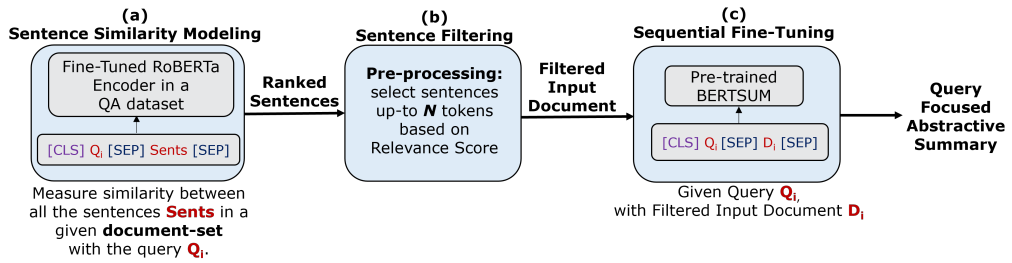 (a)
Sentence Similarity Modeling
Fine-Tuned RoBERTa
Encoder in a
QA dataset
[CLS] Qi [SEP] Sents [SEP]
Measure similarity between
all the sentences Sents in a
given document-set
with the query Qi.
Ranked
Sentences
(b)
Sentence Filtering
Pre-processing:
select sentences
up-to N tokens
based on
Relevance Score
Filtered
Input
Document
(c)
Sequential Fine-Tuning
Pre-trained
BERTSUM
[CLS] Qi [SEP] Di [SEP]
Given Query Qi,
with Filtered Input Document Di
Query
Focused
Abstractive
Summary